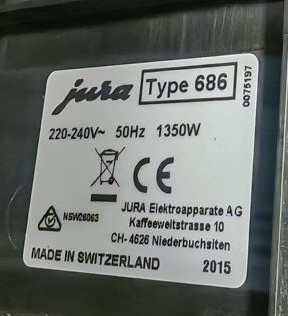 jura Type 686
0075197
220-240V~ 50Hz 1350W
CE
N5W26063
JURA Elektroapparate AG
Kaffeeweltstrasse 10
CH- 4626 Niederbuchsiten
MADE IN SWITZERLAND 2015